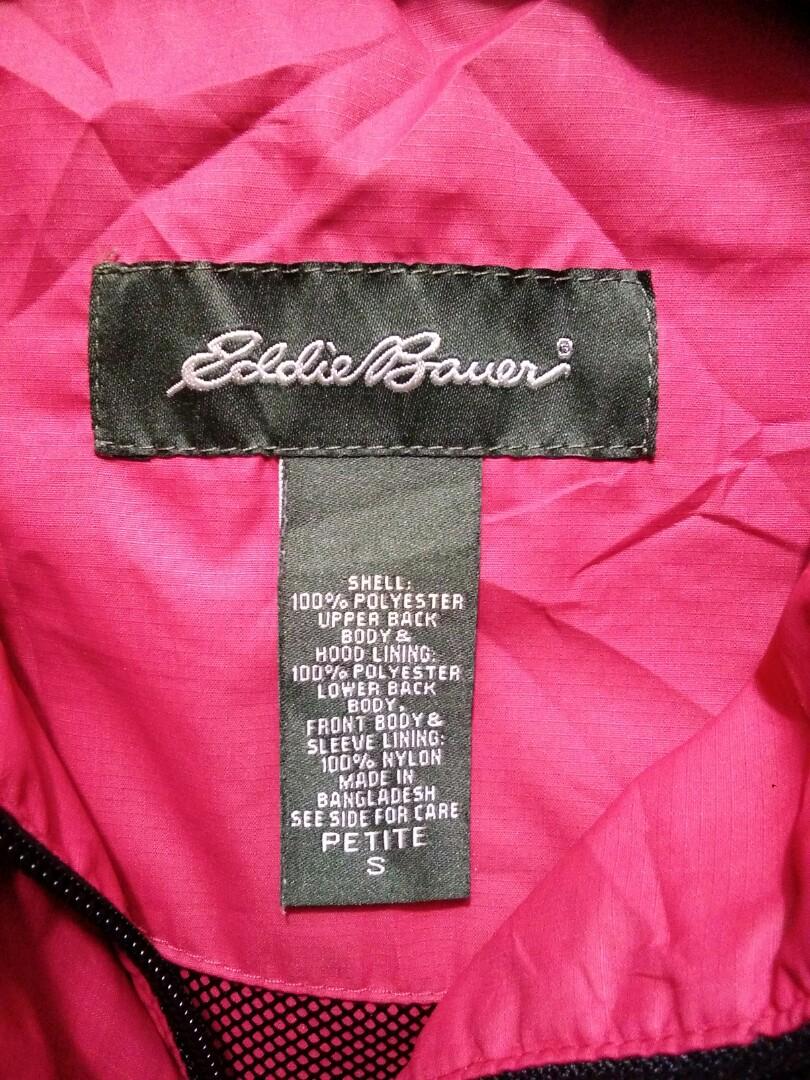 Eddie Bauer®
SHELL:
100% POLYESTER
UPPER BACK
BODY &
HOOD LINING:
100% POLYESTER
LOWER BACK
BODY,
FRONT BODY &
SLEEVE LINING:
100% NYLON
MADE IN
BANGLADESH
SEE SIDE FOR CARE
PETITE
S